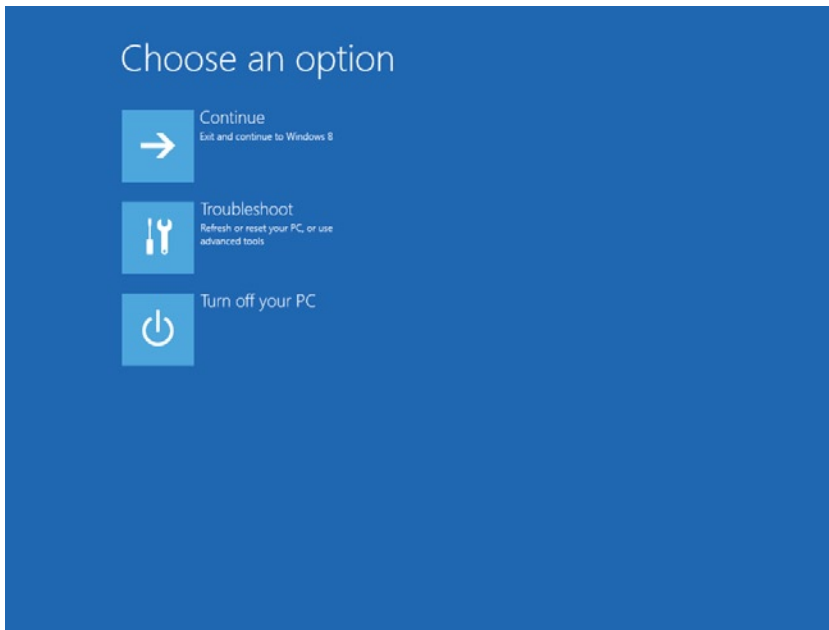 Choose an option
Continue
Exit and continue to Windows 8
Troubleshoot
Refresh or reset your PC, or use
advanced tools
Turn off your PC